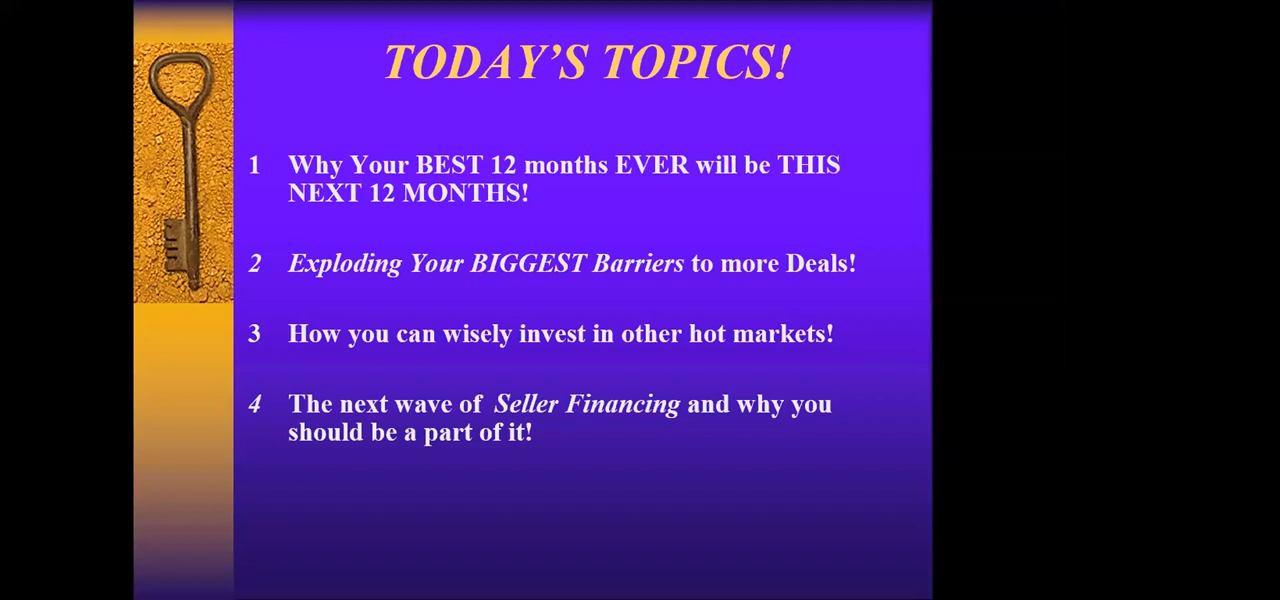 TODAY’S TOPICS!
1 Why Your BEST 12 months EVER will be THIS
NEXT 12 MONTHS!
2 Exploding Your BIGGEST Barriers to more Deals!
3 How you can wisely invest in other hot markets!
4 The next wave of Seller Financing and why you
should be a part of it!